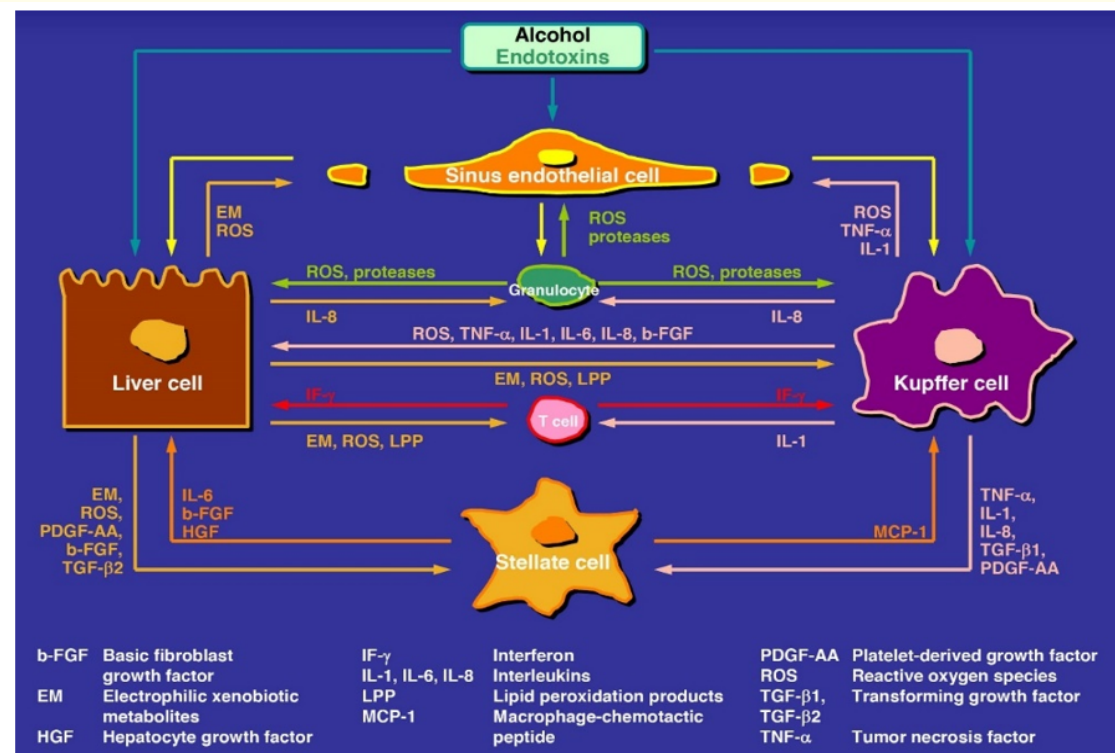 Alcohol
Endotoxins
Sinus endothelial cell
EM
ROS
ROS
proteases
ROS
TNF-α
IL-1
ROS, proteases
Granulocyte
ROS, proteases
IL-8
IL-8
ROS, TNF-α, IL-1, IL-6, IL-8, b-FGF
Liver cell
EM, ROS, LPP
Kupffer cell
IF-γ
T cell
IF-γ
EM, ROS, LPP
IL-1
EM,
ROS,
PDGF-AA,
b-FGF,
TGF-β2
IL-6
b-FGF
HGF
Stellate cell
MCP-1
TNF-α,
IL-1,
IL-8,
TGF-β1,
PDGF-AA
b-FGF Basic fibroblast
growth factor
EM Electrophilic xenobiotic
metabolites
HGF Hepatocyte growth factor
IF-γ Interferon
IL-1, IL-6, IL-8 Interleukins
LPP Lipid peroxidation products
MCP-1 Macrophage-chemotactic
peptide
PDGF-AA Platelet-derived growth factor
ROS Reactive oxygen species
TGF-β1, Transforming growth factor
TGF-β2
TNF-α Tumor necrosis factor